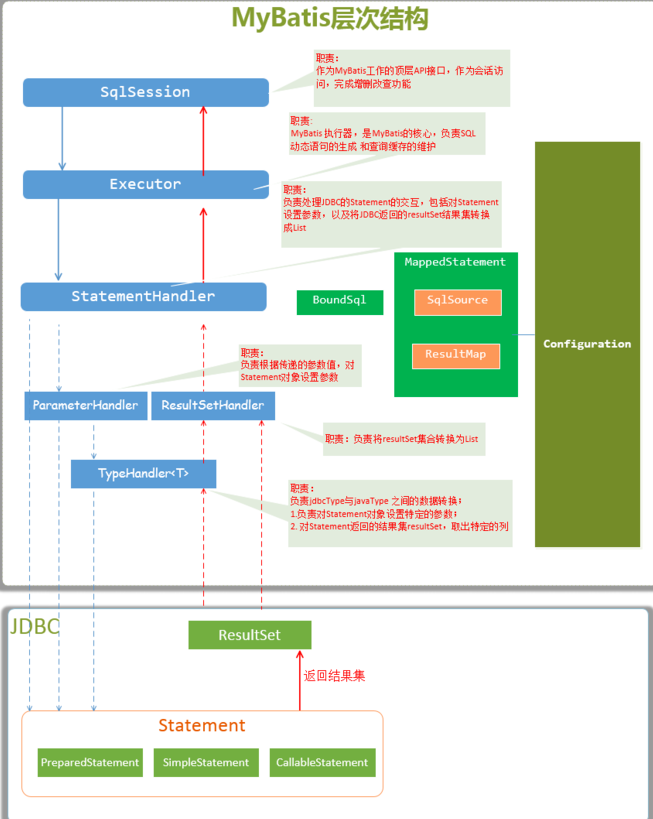 MyBatis层次结构
职责：
作为MyBatis工作的顶层API接口，作为会话访
问，完成增删改查功能
SqlSession
职责:
MyBatis 执行器，是MyBatis的核心，负责SQL
动态语句的生成 和查询缓存的维护
Executor
职责：
负责处理JDBC的Statement的交互，包括对Statement
设置参数，以及将JDBC返回的resultSet结果集转换
成List
StatementHandler
BoundSql
MappedStatement
SqlSource
ResultMap
Configuration
职责：
负责根据传递的参数值，对
Statement对象设置参数
ParameterHandler
ResultSetHandler
职责：负责将resultSet集合转换为List
TypeHandler<T>
职责：
负责jdbcType与javaType 之间的数据转换：
1.负责对Statement对象设置特定的参数；
2. 对Statement返回的结果集resultSet，取出特定的列
JDBC
ResultSet
返回结果集
Statement
PreparedStatement
SimpleStatement
CallableStatement